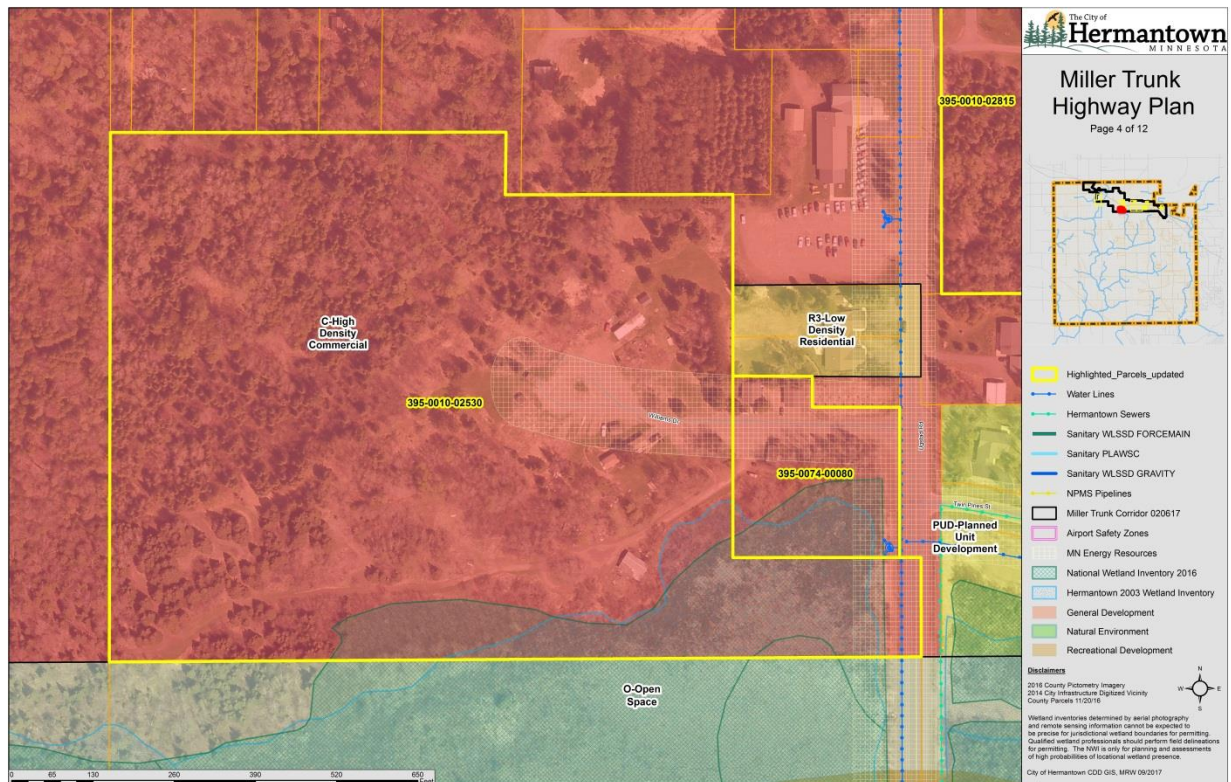 395-0010-02815
C-High
Density
Commercial
R3-Low
Density
Residential
395-0010-02530
395-0074-00080
Twin Pines St
PUD-Planned
Unit
Development
O-Open
Space
0 65 130 260 390 520 650
The City of
Hermantown
MINNESOTA
Miller Trunk
Highway Plan
Page 4 of 12
Highlighted_Parcels_updated
Water Lines
Hermantown Sewers
Sanitary WLSSD FORCEMAIN
Sanitary PLAWSC
Sanitary WLSSD GRAVITY
NPMS Pipelines
Miller Trunk Corridor 020617
Airport Safety Zones
MN Energy Resources
National Wetland Inventory 2016
Hermantown 2003 Wetland Inventory
General Development
Natural Environment
Recreational Development
Disclaimers
2016 County Pictometry Imagery
2014 City Infrastructure Digitized Vicinity
County Parcels 11/20/16
N
W E
S
Wetland inventories determined by aerial photography
and remote sensing information cannot be expected to
be precise for jurisdictional wetland boundaries for permitting.
Qualified wetland professionals should perform field delineations
for permitting. The NWI is only for planning and assessments
of high probabilities of locational wetland presence.
City of Hermantown CDD GIS, MRW 09/2017